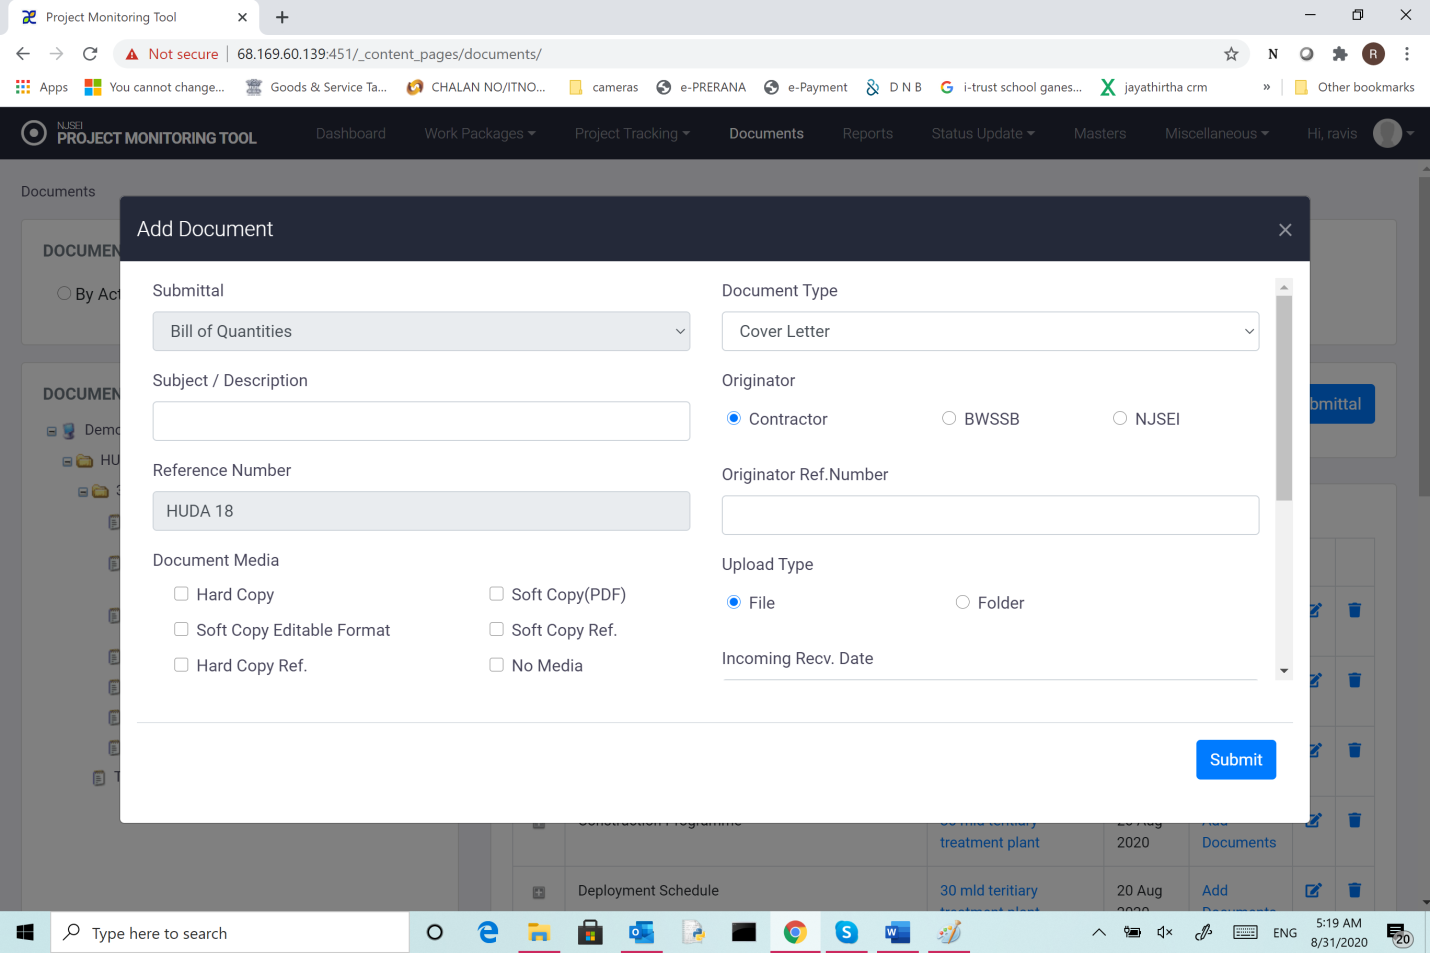 Project Monitoring Tool
Not secure 68.169.60.139:451/_content_pages/documents/
N
R
Apps You cannot change... Goods & Service Ta... CHALAN NO/ITNO... cameras e-PRERANA e-Payment D N B i-trust school ganes... jayathirtha crm » Other bookmarks
NJSEI
PROJECT MONITORING TOOL
Dashboard Work Packages Project Tracking Documents Reports Status Update Masters Miscellaneous Hi, ravis
Documents
DOCUMEN
By Act
Add Document
Submittal
Bill of Quantities
Document Type
Cover Letter
Subject / Description
Originator
Contractor BWSSB NJSEI
Reference Number
HUDA 18
Originator Ref.Number
Document Media
Hard Copy Soft Copy(PDF)
Soft Copy Editable Format Soft Copy Ref.
Hard Copy Ref. No Media
Upload Type
File Folder
Incoming Recv. Date
Submit
DOCUMEN
Demo
HU
bmittal
treatment plant 2020 Documents
Deployment Schedule 30 mld teritiary 20 Aug Add
Type here to search
ENG
5:19 AM
8/31/2020
20